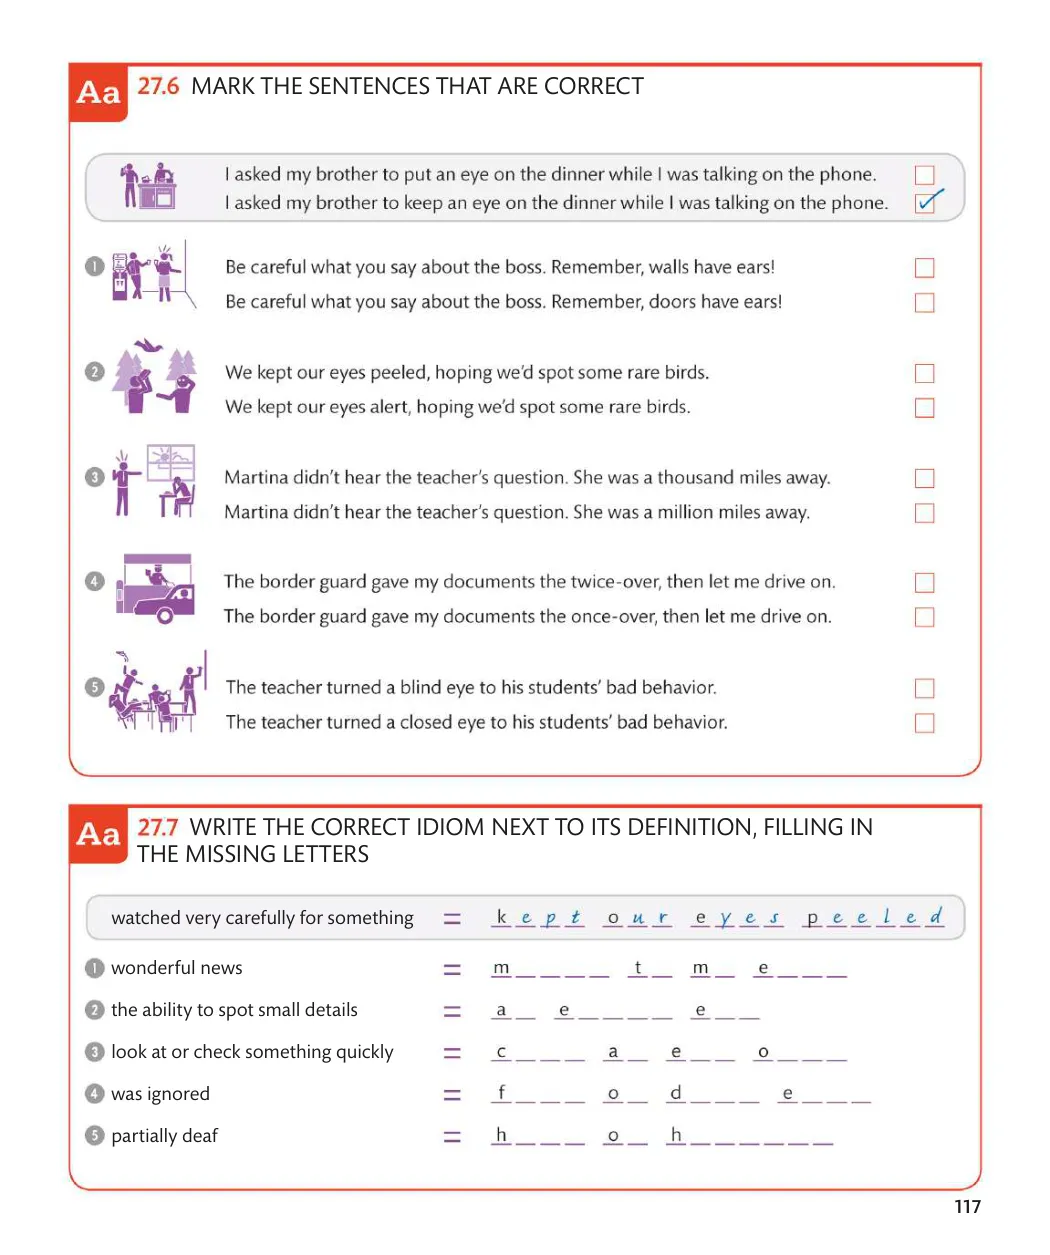 Aa 27.6 MARK THE SENTENCES THAT ARE CORRECT
I asked my brother to put an eye on the dinner while I was talking on the phone.
I asked my brother to keep an eye on the dinner while I was talking on the phone.
1 Be careful what you say about the boss. Remember, walls have ears!
Be careful what you say about the boss. Remember, doors have ears!
2 We kept our eyes peeled, hoping we'd spot some rare birds.
We kept our eyes alert, hoping we'd spot some rare birds.
3 Martina didn't hear the teacher's question. She was a thousand miles away.
Martina didn't hear the teacher's question. She was a million miles away.
4 The border guard gave my documents the twice-over, then let me drive on.
The border guard gave my documents the once-over, then let me drive on.
5 The teacher turned a blind eye to his students' bad behavior.
The teacher turned a closed eye to his students' bad behavior.
Aa 27.7 WRITE THE CORRECT IDIOM NEXT TO ITS DEFINITION, FILLING IN
THE MISSING LETTERS
watched very carefully for something = kept our eyes peeled
1 wonderful news = m _ _ _ _ t _ m _ e _ _ _
2 the ability to spot small details = a _ e _ _ _ _ e _ _
3 look at or check something quickly = c _ _ _ a _ e _ _ o _ _ _
4 was ignored = f _ _ _ o _ d _ _ _ e _ _ _
5 partially deaf = h _ _ _ o _ h _ _ _ _ _ _
117